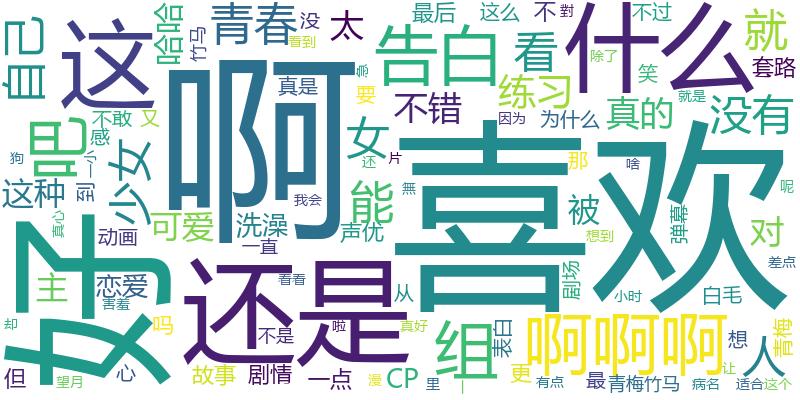 自己
这
哈哈
竹马
青春
没
看到
太
最后
这么
告白
看
不
對
什么
不过
除了
就
套路
笑
急
真是
要
不错
练习
因为
为什么
真的
就是
没有
吧
不敢
又
感
狗
一小
啊
女
还
片
那
啥
喜欢
这种
到
少女
我会
能
無
被
弹幕
对
呢
真心
动画
可爱
洗澡
一直
声优
想到
差点
好
主
恋爱
害羞
还是
看看
从
剧场
小时
白毛
却
吗
不是
啦
真好
组
表白
啊啊啊
想
人
青梅
但
望月
心
故事
剧情
一点
漫
CP
里
一
更
有点
最
青梅竹马
病名
让
适合
这个